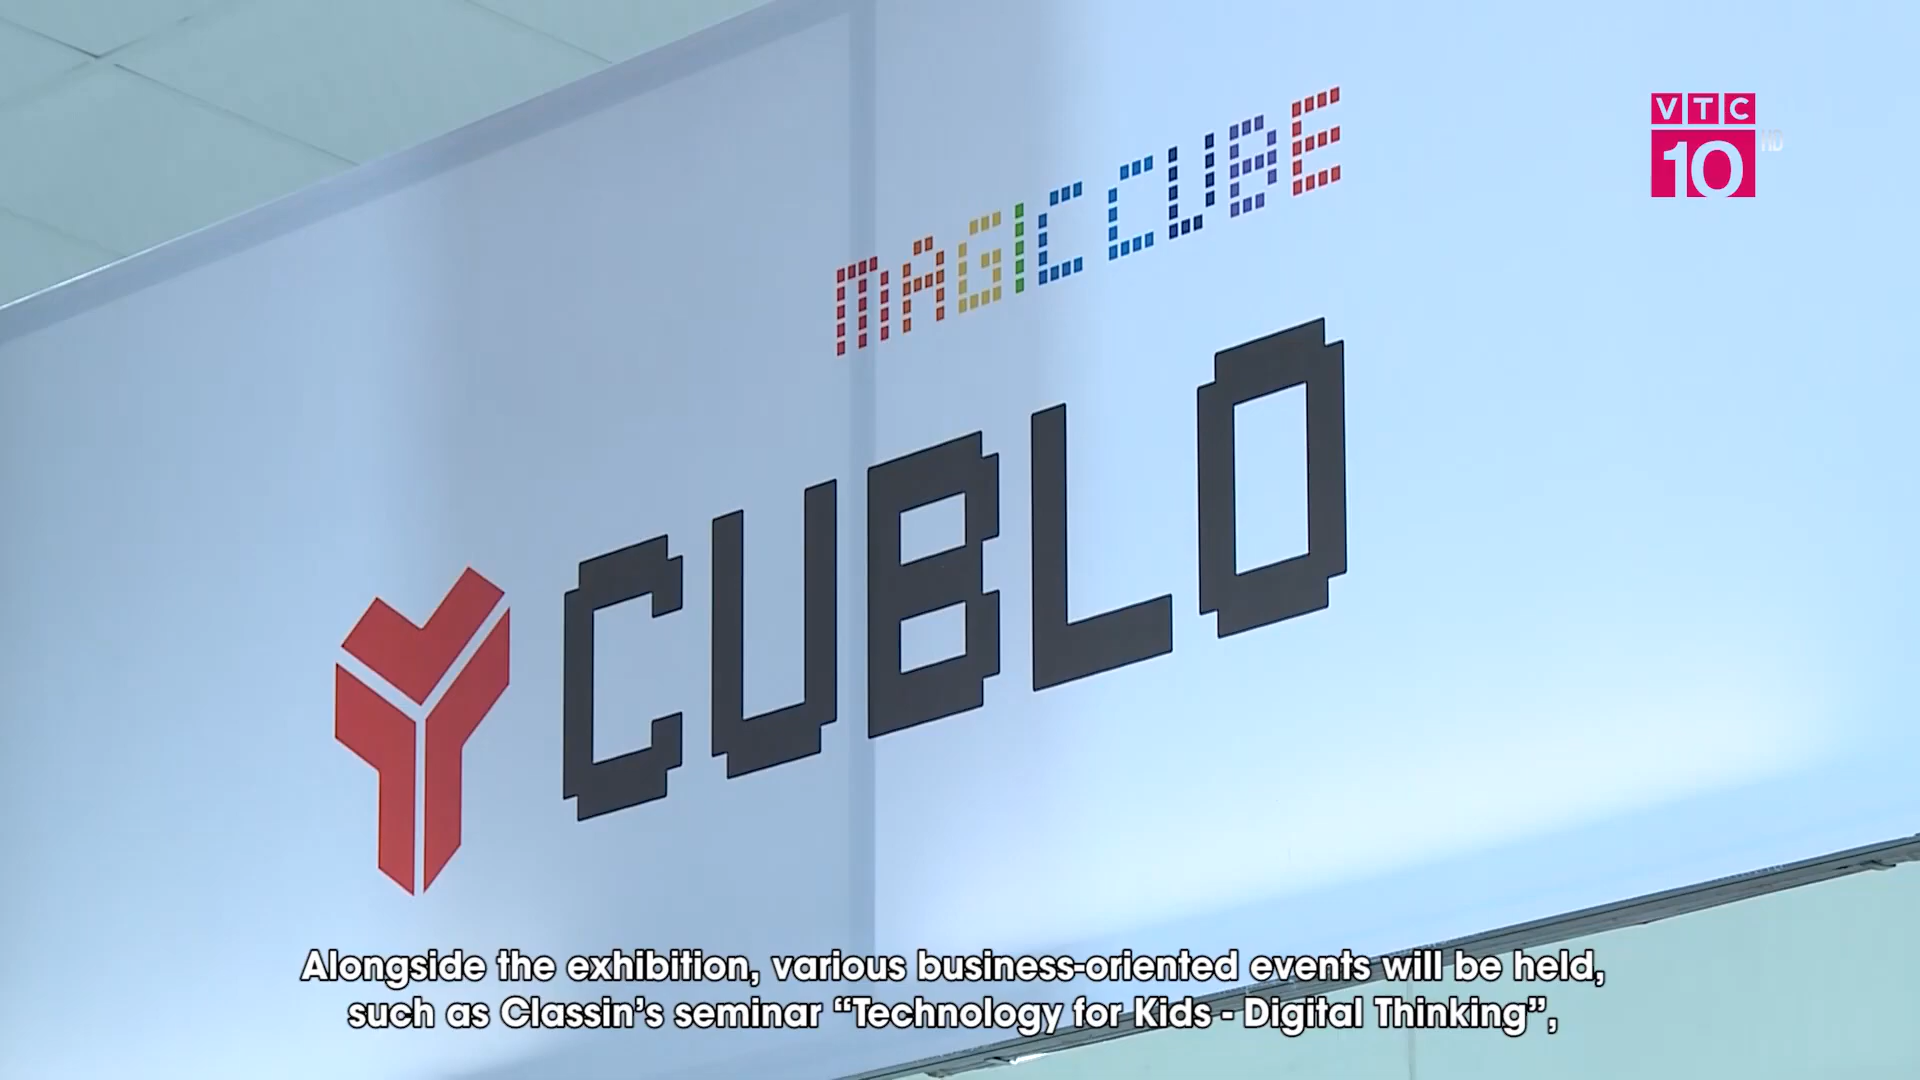 VTC
10 HD
MAGIC CUBE
CUBLO
Alongside the exhibition, various business-oriented events will be held,
such as Classin's seminar “Technology for Kids - Digital Thinking”,